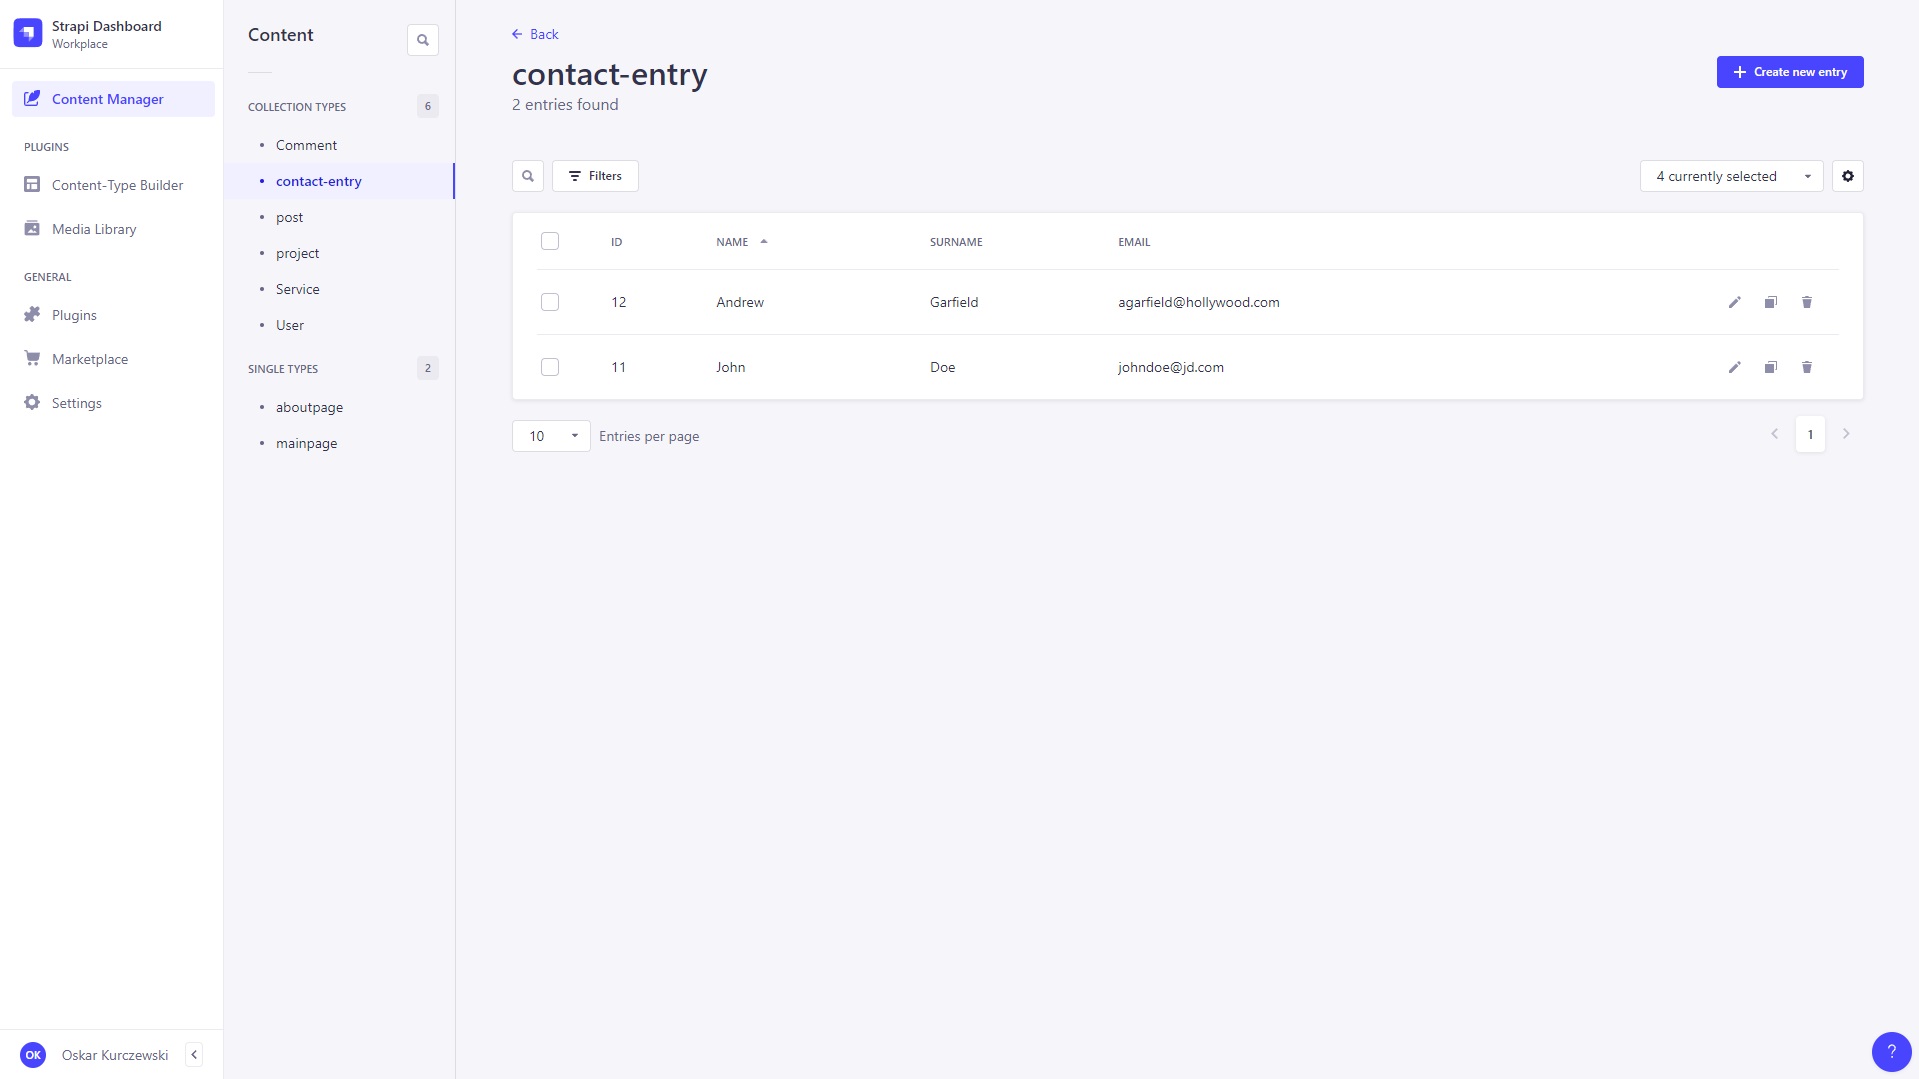 Strapi Dashboard
Workplace
Content Manager
PLUGINS
Content-Type Builder
Media Library
GENERAL
Plugins
Marketplace
Settings
OK Oskar Kurczewski
Content
COLLECTION TYPES 6
Comment
contact-entry
post
project
Service
User
SINGLE TYPES 2
aboutpage
mainpage
Back
contact-entry
2 entries found
Create new entry
Filters
4 currently selected
ID NAME SURNAME EMAIL
12 Andrew Garfield agarfield@hollywood.com
11 John Doe johndoe@jd.com
10 Entries per page
1
?